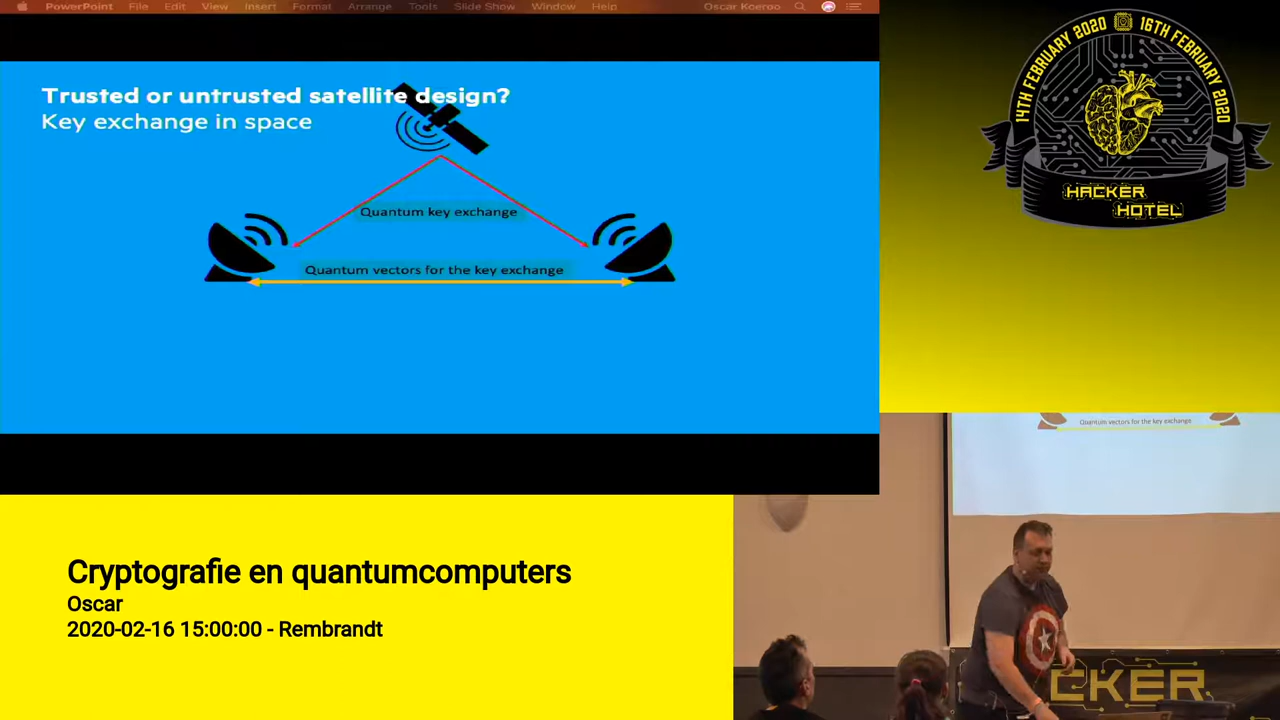 PowerPoint File Edit View Insert Format Arrange Tools Slide Show Window Help Oscar Koeroo
Trusted or untrusted satellite design?
Key exchange in space
Quantum key exchange
Quantum vectors for the key exchange
14TH FEBRUARY 2020 16TH FEBRUARY 2020
HACKER
HOTEL
Quantum vectors for the key exchange
CKER
Cryptografie en quantumcomputers
Oscar
2020-02-16 15:00:00 - Rembrandt